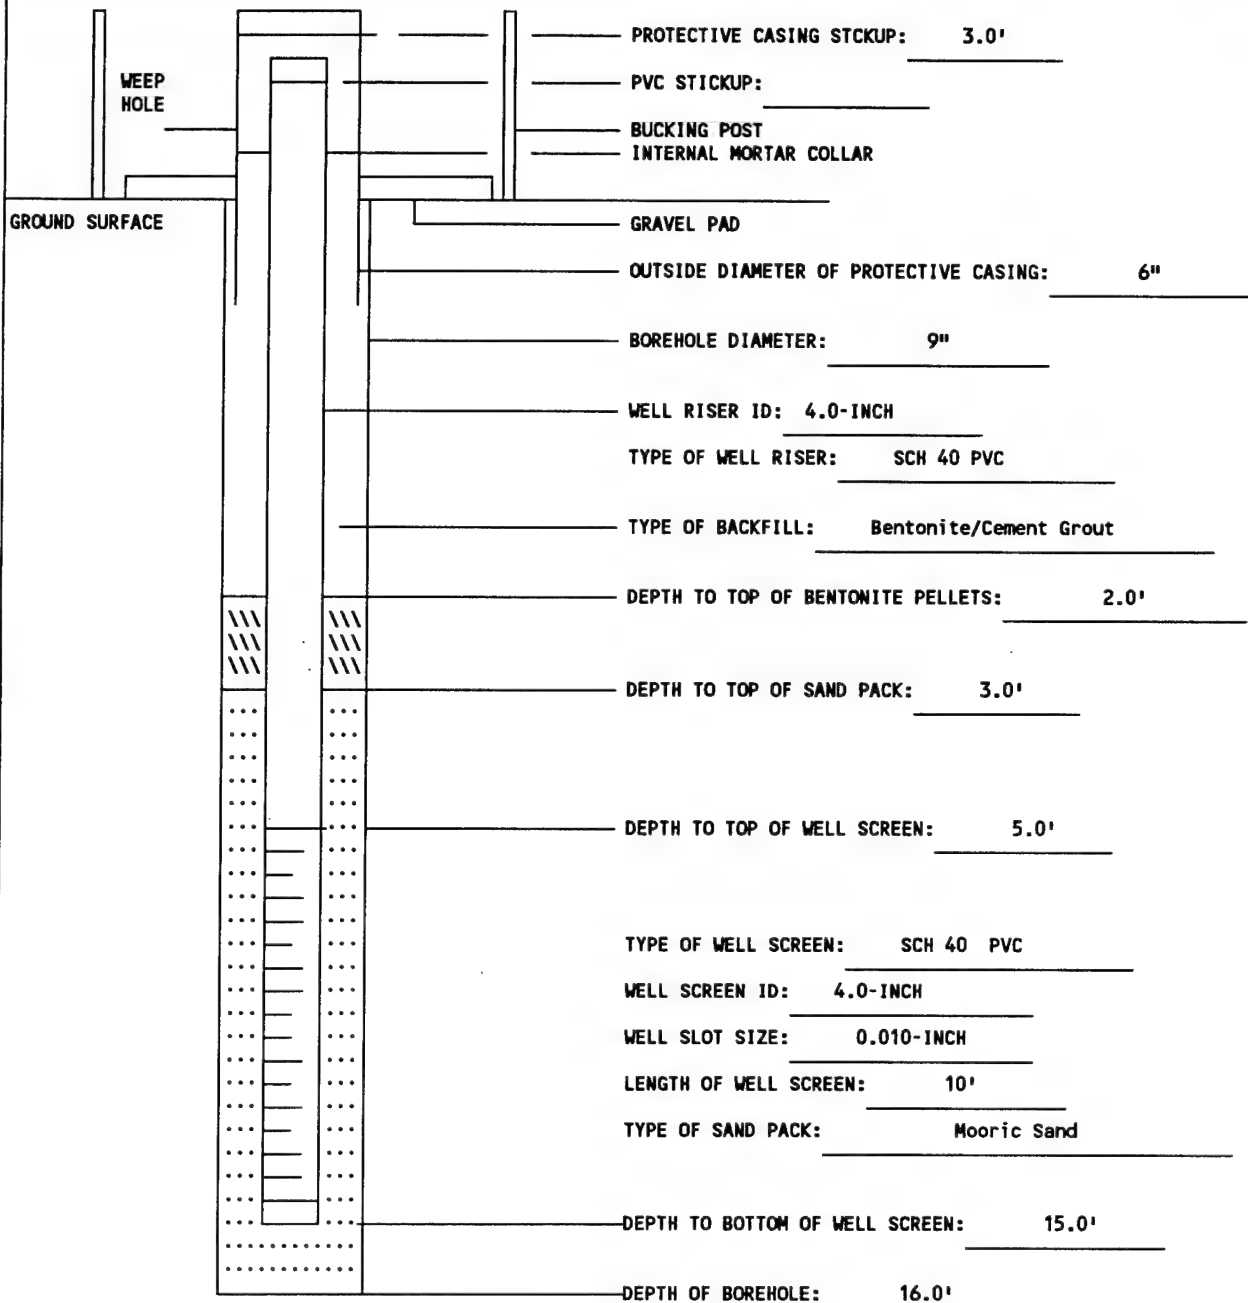 PROTECTIVE CASING STCKUP: 3.0'
WEEP
HOLE
PVC STICKUP:
BUCKING POST
INTERNAL MORTAR COLLAR
GROUND SURFACE
GRAVEL PAD
OUTSIDE DIAMETER OF PROTECTIVE CASING: 6"
BOREHOLE DIAMETER: 9"
WELL RISER ID: 4.0-INCH
TYPE OF WELL RISER: SCH 40 PVC
TYPE OF BACKFILL: Bentonite/Cement Grout
DEPTH TO TOP OF BENTONITE PELLETS: 2.0'
DEPTH TO TOP OF SAND PACK: 3.0'
DEPTH TO TOP OF WELL SCREEN: 5.0'
TYPE OF WELL SCREEN: SCH 40 PVC
WELL SCREEN ID: 4.0-INCH
WELL SLOT SIZE: 0.010-INCH
LENGTH OF WELL SCREEN: 10'
TYPE OF SAND PACK: Mooric Sand
DEPTH TO BOTTOM OF WELL SCREEN: 15.0'
DEPTH OF BOREHOLE: 16.0'